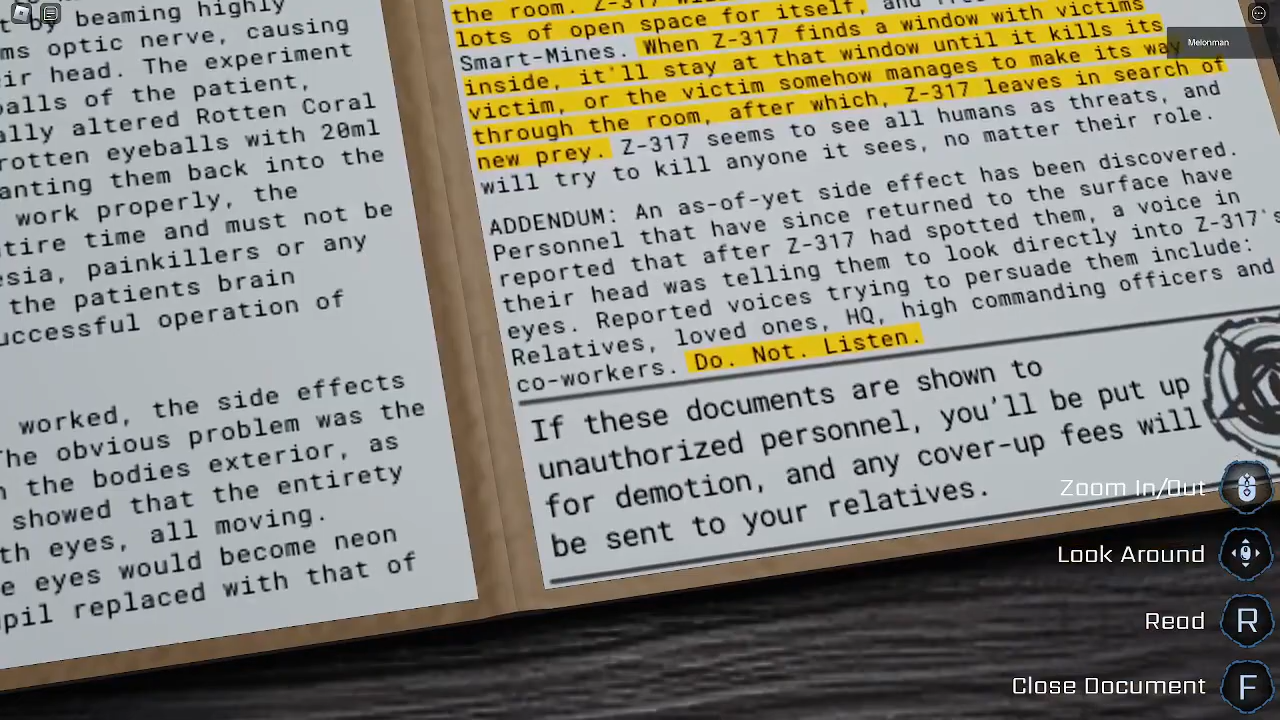 t by beaming highly
ms optic nerve, causing
eir head. The experiment
balls of the patient,
ally altered Rotten Coral
rotten eyeballs with 20ml
anting them back into the
work properly, the
ntire time and must not be
esia, painkillers or any
the patients brain
uccessful operation of
worked, the side effects
The obvious problem was the
n the bodies exterior, as
showed that the entirety
th eyes, all moving.
e eyes would become neon
upil replaced with that of
the room. Z-317 will
lots of open space for itself, and
Smart-Mines. When Z-317 finds a window with victims
inside, it'll stay at that window until it kills its
victim, or the victim somehow manages to make its way
through the room, after which, Z-317 leaves in search of
new prey. Z-317 seems to see all humans as threats, and
will try to kill anyone it sees, no matter their role.
ADDENDUM: An as-of-yet side effect has been discovered.
Personnel that have since returned to the surface have
reported that after Z-317 had spotted them, a voice in
their head was telling them to look directly into Z-317's
eyes. Reported voices trying to persuade them include:
Relatives, loved ones, HQ, high commanding officers and
co-workers. Do. Not. Listen.
If these documents are shown to
unauthorized personnel, you'll be put up
for demotion, and any cover-up fees will
be sent to your relatives.
Melonman
Zoom In/Out
Look Around
Read R
Close Document F